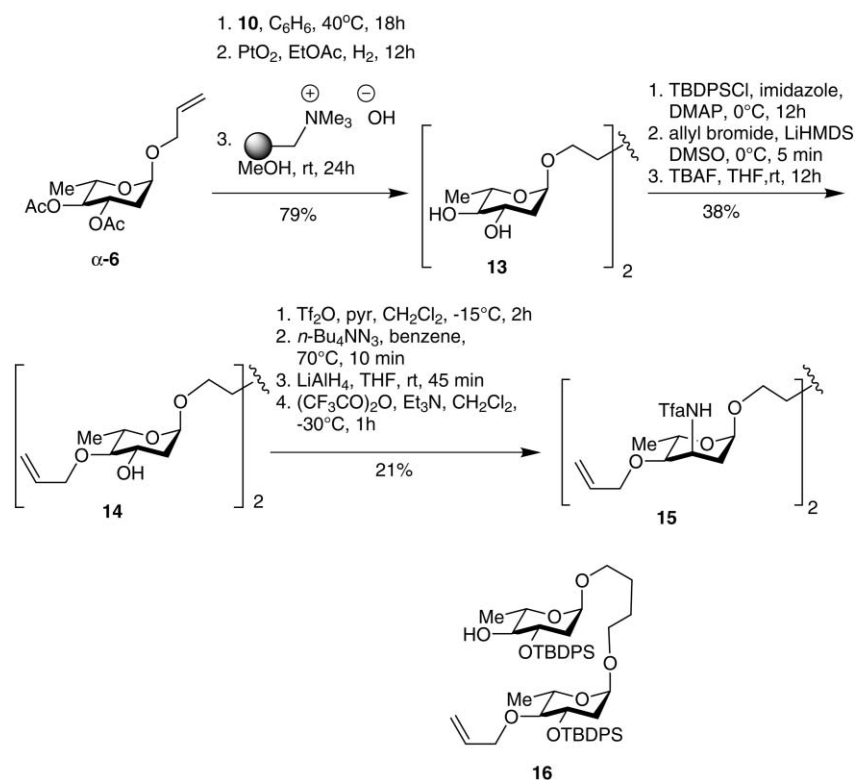 1. 10, C6H6, 40°C, 18h
2. PtO2, EtOAc, H2, 12h
+ −
NMe3 OH
3.
MeOH, rt, 24h
79%
O
Me O
AcO
OAc
α-6
O
Me O
HO
OH
2
13
1. TBDPSCl, imidazole,
DMAP, 0°C, 12h
2. allyl bromide, LiHMDS
DMSO, 0°C, 5 min
3. TBAF, THF,rt, 12h
38%
O
Me O
O
OH
2
14
1. Tf2O, pyr, CH2Cl2, -15°C, 2h
2. n-Bu4NN3, benzene,
70°C, 10 min
3. LiAlH4, THF, rt, 45 min
4. (CF3CO)2O, Et3N, CH2Cl2,
-30°C, 1h
21%
TfaNH O
Me O
O
2
15
O
Me O
HO
OTBDPS
O
Me O
O
OTBDPS
16